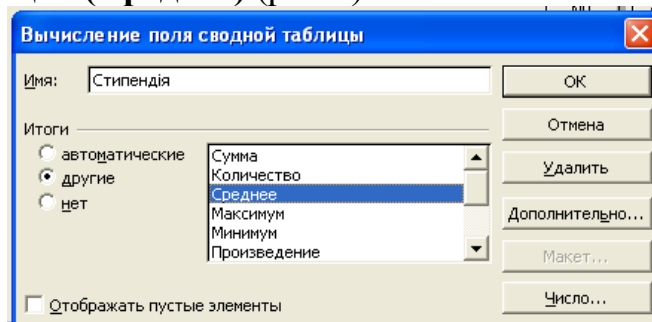 Вычисление поля сводной таблицы
Имя: Стипендія
ОК
Итоги
Отмена
автоматические
другие
нет
Сумма
Количество
Среднее
Максимум
Минимум
Произведение
Удалить
Дополнительно...
Макет...
Число...
Отображать пустые элементы